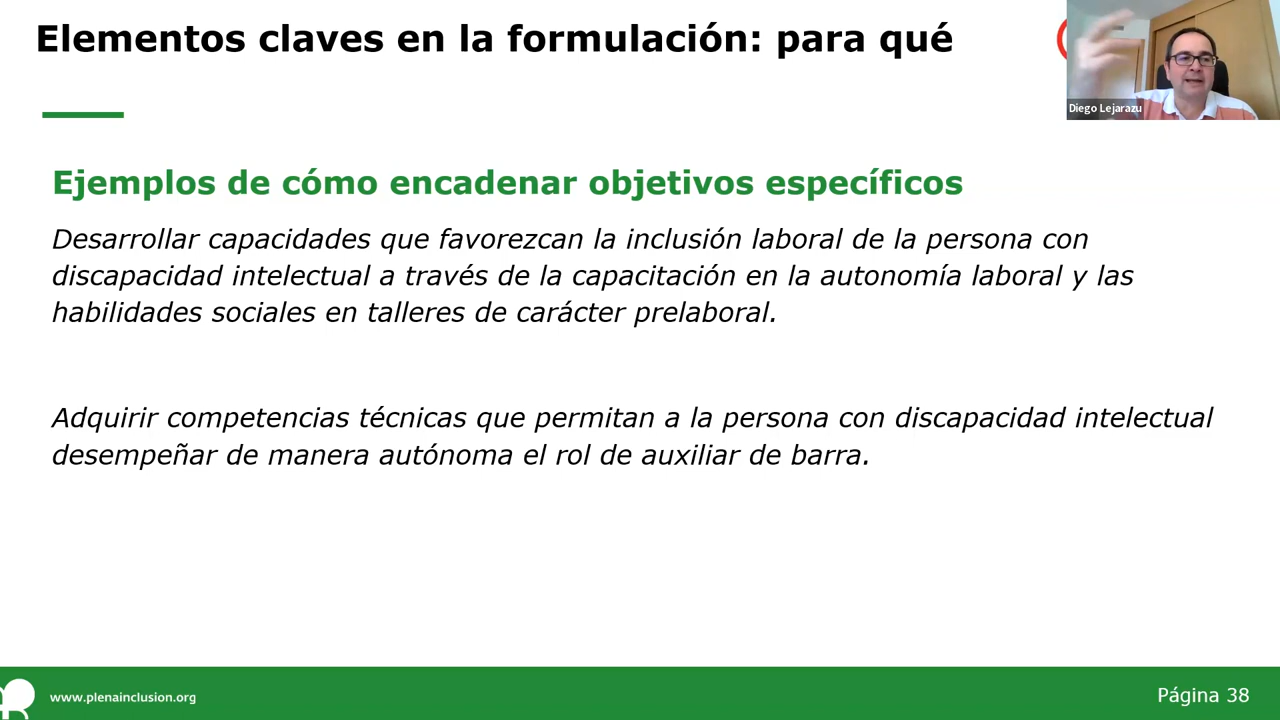 Elementos claves en la formulación: para qué
Diego Lejarazu
Ejemplos de cómo encadenar objetivos específicos
Desarrollar capacidades que favorezcan la inclusión laboral de la persona con
discapacidad intelectual a través de la capacitación en la autonomía laboral y las
habilidades sociales en talleres de carácter prelaboral.
Adquirir competencias técnicas que permitan a la persona con discapacidad intelectual
desempeñar de manera autónoma el rol de auxiliar de barra.
www.plenainclusion.org
Página 38